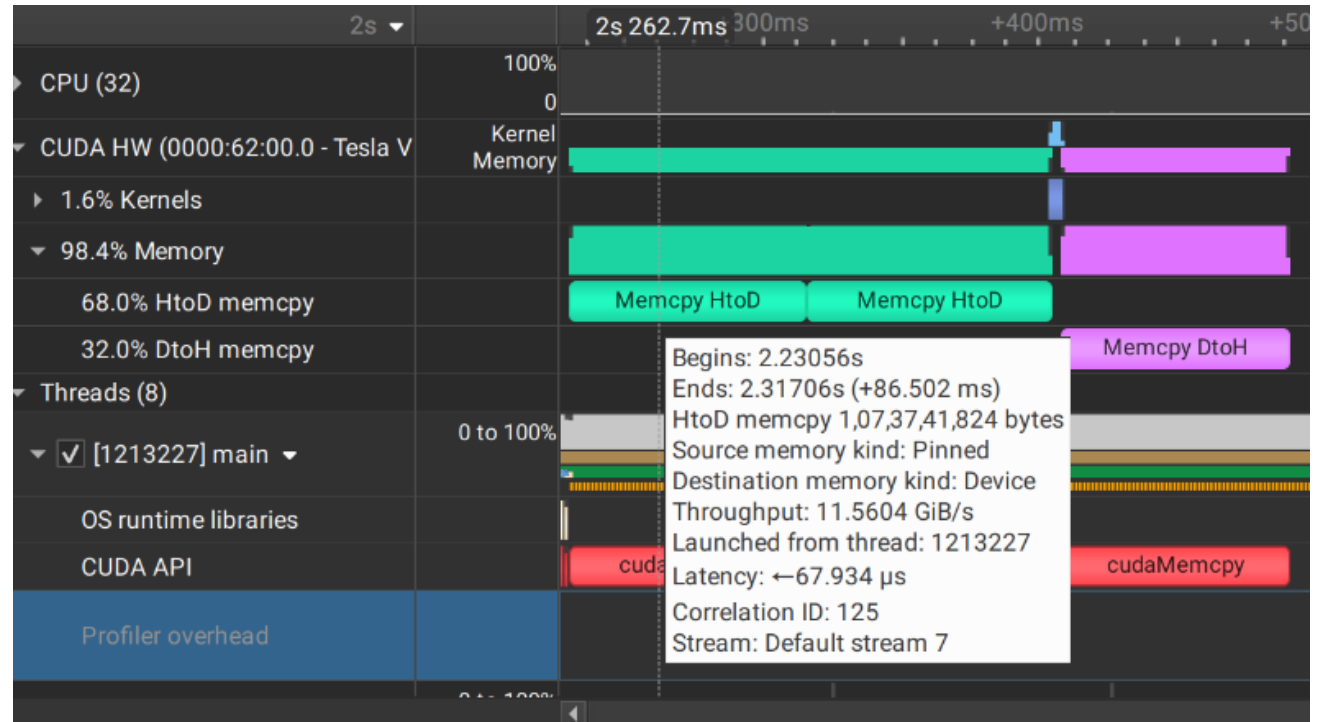 2s 2s 262.7ms 300ms +400ms +50
CPU (32) 100%
0
CUDA HW (0000:62:00.0 - Tesla V Kernel
Memory
1.6% Kernels
98.4% Memory
68.0% HtoD memcpy Memcpy HtoD Memcpy HtoD
32.0% DtoH memcpy Memcpy DtoH
Begins: 2.23056s
Ends: 2.31706s (+86.502 ms)
HtoD memcpy 1,07,37,41,824 bytes
Source memory kind: Pinned
Destination memory kind: Device
Throughput: 11.5604 GiB/s
Launched from thread: 1213227
Latency: ←67.934 μs
Correlation ID: 125
Stream: Default stream 7
Threads (8)
[1213227] main 0 to 100%
OS runtime libraries
CUDA API cuda cudaMemcpy
Profiler overhead
0 to 100%